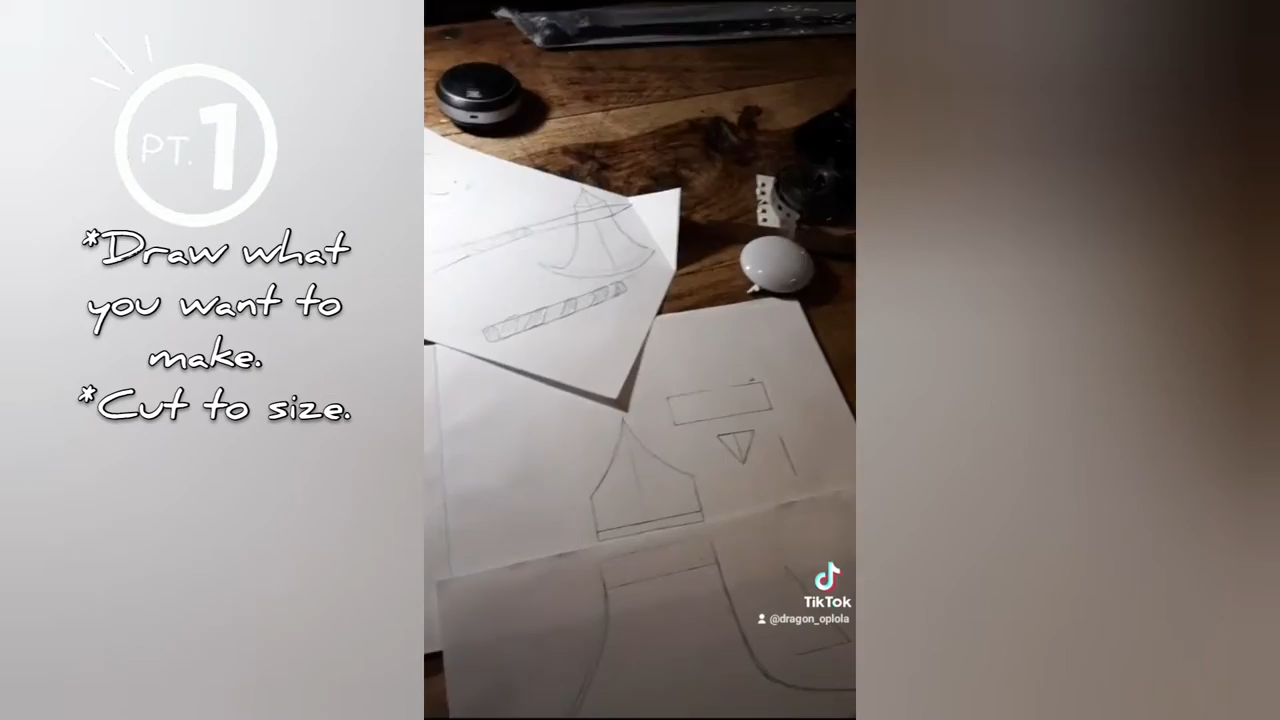 PT. 1
*Draw what
you want to
make.
*Cut to size.
TikTok
@dragon_oplola